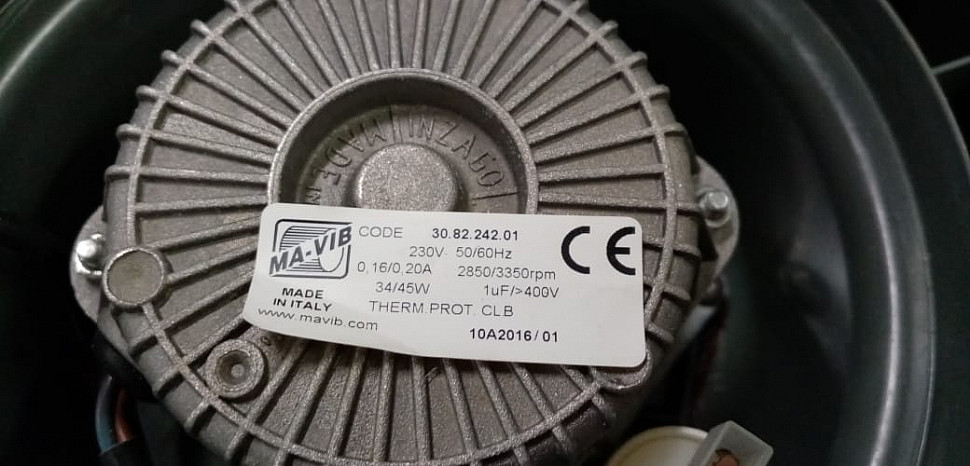 MADE IN
INZAGO
MA-VIB
CODE 30.82.242.01
230V~ 50/60Hz
0,16/0,20A 2850/3350rpm
34/45W 1uF/>400V
THERM.PROT. CLB
10A2016/01
MADE
IN ITALY
www.mavib.com
CE